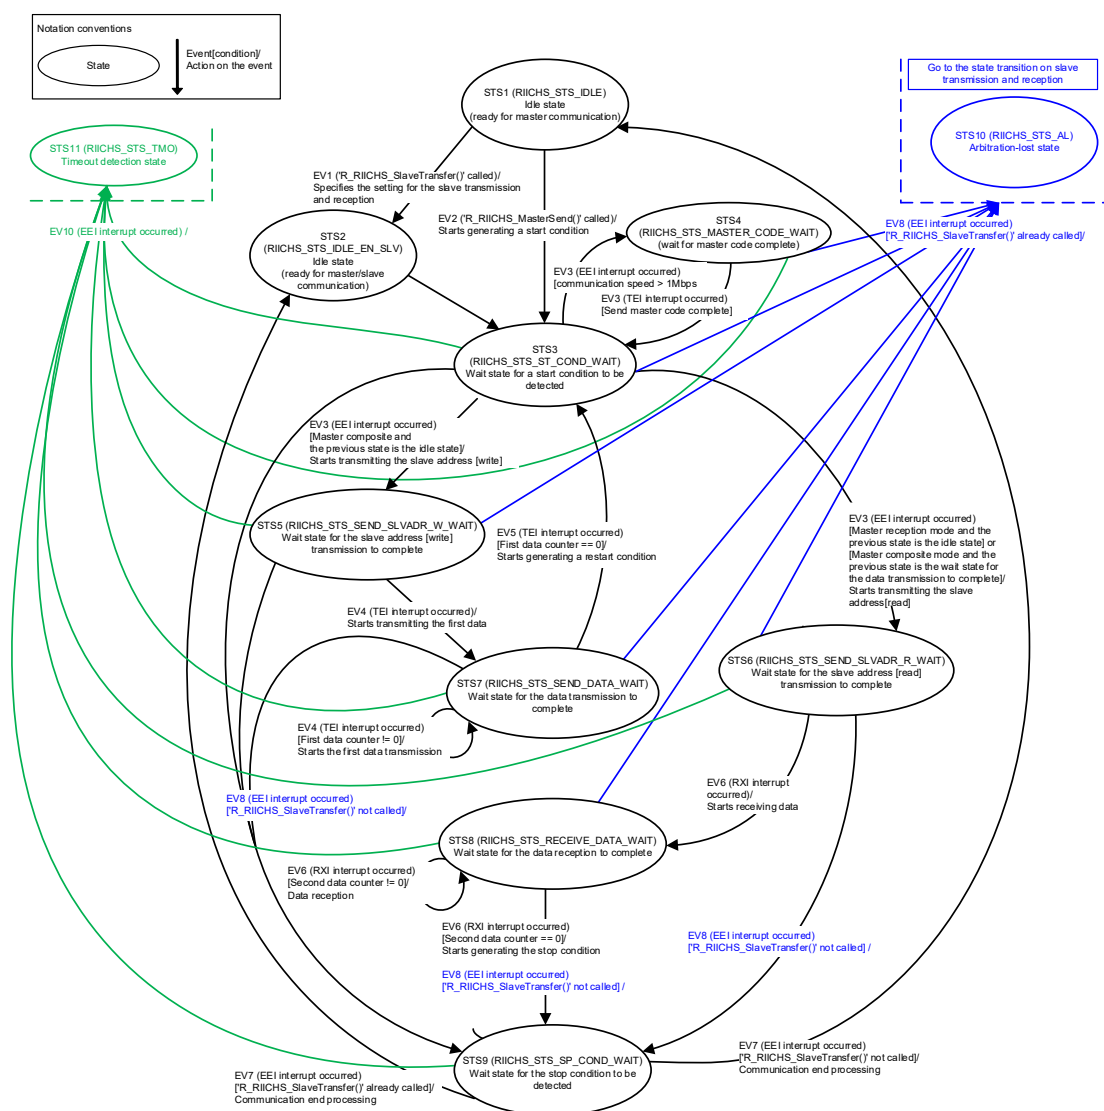 Notation conventions
State
Event[condition]/
Action on the event
Go to the state transition on slave
transmission and reception
STS1 (RIICHS_STS_IDLE)
Idle state
(ready for master communication)
STS10 (RIICHS_STS_AL)
Arbitration-lost state
STS11 (RIICHS_STS_TMO)
Timeout detection state
EV1 ('R_RIICHS_SlaveTransfer()' called)/
Specifies the setting for the slave transmission
and reception
EV2 ('R_RIICHS_MasterSend()' called)/
Starts generating a start condition
EV10 (EEI interrupt occurred) /
STS2
(RIICHS_STS_IDLE_EN_SLV)
Idle state
(ready for master/slave
communication)
STS4
(RIICHS_STS_MASTER_CODE_WAIT)
(wait for master code complete)
EV8 (EEI interrupt occurred)
['R_RIICHS_SlaveTransfer()' already called]/
EV3 (EEI interrupt occurred)
[communication speed > 1Mbps
EV3 (TEI interrupt occurred)
[Send master code complete]
STS3
(RIICHS_STS_ST_COND_WAIT)
Wait state for a start condition to be
detected
EV3 (EEI interrupt occurred)
[Master composite and
the previous state is the idle state]/
Starts transmitting the slave address [write]
STS5 (RIICHS_STS_SEND_SLVADR_W_WAIT)
Wait state for the slave address [write]
transmission to complete
EV5 (TEI interrupt occurred)
[First data counter == 0]/
Starts generating a restart condition
EV3 (EEI interrupt occurred)
[Master reception mode and the
previous state is the idle state] or
[Master composite mode and the
previous state is the wait state for
the data transmission to complete]/
Starts transmitting the slave
address[read]
EV4 (TEI interrupt occurred)/
Starts transmitting the first data
STS6 (RIICHS_STS_SEND_SLVADR_R_WAIT)
Wait state for the slave address [read]
transmission to complete
STS7 (RIICHS_STS_SEND_DATA_WAIT)
Wait state for the data transmission to
complete
EV4 (TEI interrupt occurred)
[First data counter != 0]/
Starts the first data transmission
EV8 (EEI interrupt occurred)
['R_RIICHS_SlaveTransfer()' not called]/
EV6 (RXI interrupt
occurred)/
Starts receiving data
STS8 (RIICHS_STS_RECEIVE_DATA_WAIT)
Wait state for the data reception to complete
EV6 (RXI interrupt occurred)
[Second data counter != 0]/
Data reception
EV6 (RXI interrupt occurred)
[Second data counter == 0]/
Starts generating the stop condition
EV8 (EEI interrupt occurred)
['R_RIICHS_SlaveTransfer()' not called] /
EV8 (EEI interrupt occurred)
['R_RIICHS_SlaveTransfer()' not called] /
STS9 (RIICHS_STS_SP_COND_WAIT)
Wait state for the stop condition to be
detected
EV7 (EEI interrupt occurred)
['R_RIICHS_SlaveTransfer()' not called]/
Communication end processing
EV7 (EEI interrupt occurred)
['R_RIICHS_SlaveTransfer()' already called]/
Communication end processing